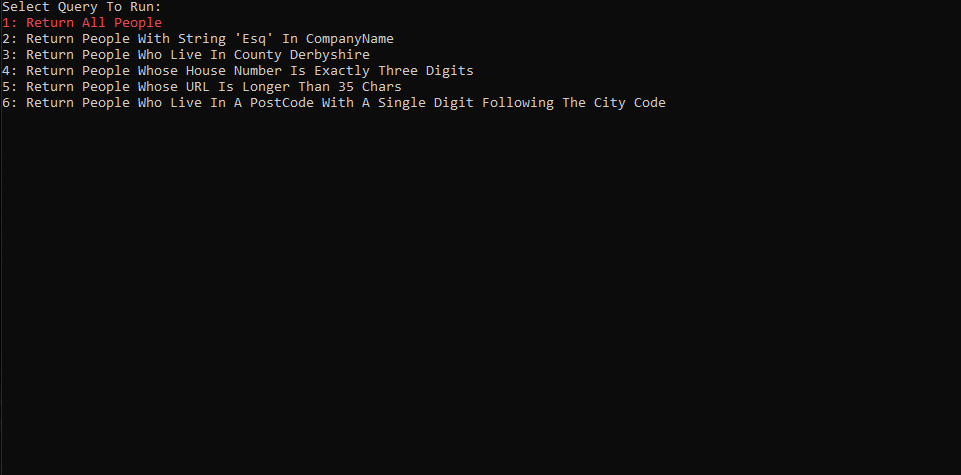 Select Query To Run:
1: Return All People
2: Return People With String 'Esq' In CompanyName
3: Return People Who Live In County Derbyshire
4: Return People Whose House Number Is Exactly Three Digits
5: Return People Whose URL Is Longer Than 35 Chars
6: Return People Who Live In A PostCode With A Single Digit Following The City Code